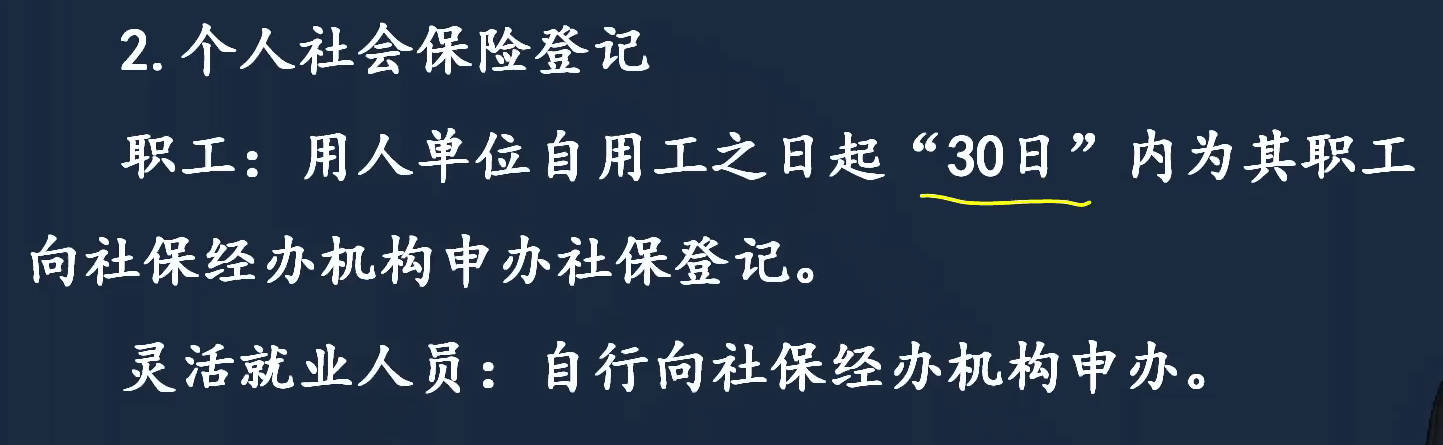 2.个人社会保险登记
职工：用人单位自用工之日起“30日”内为其职工
向社保经办机构申办社保登记。
灵活就业人员：自行向社保经办机构申办。